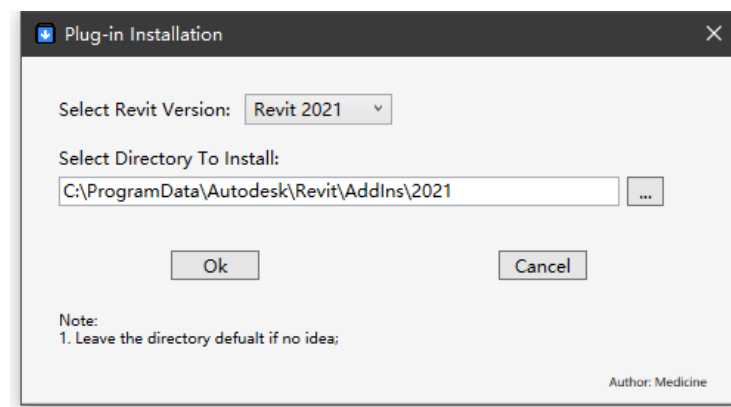 Plug-in Installation
Select Revit Version: Revit 2021
Select Directory To Install:
C:\ProgramData\Autodesk\Revit\AddIns\2021 ...
Ok Cancel
Note:
1. Leave the directory defualt if no idea;
Author: Medicine